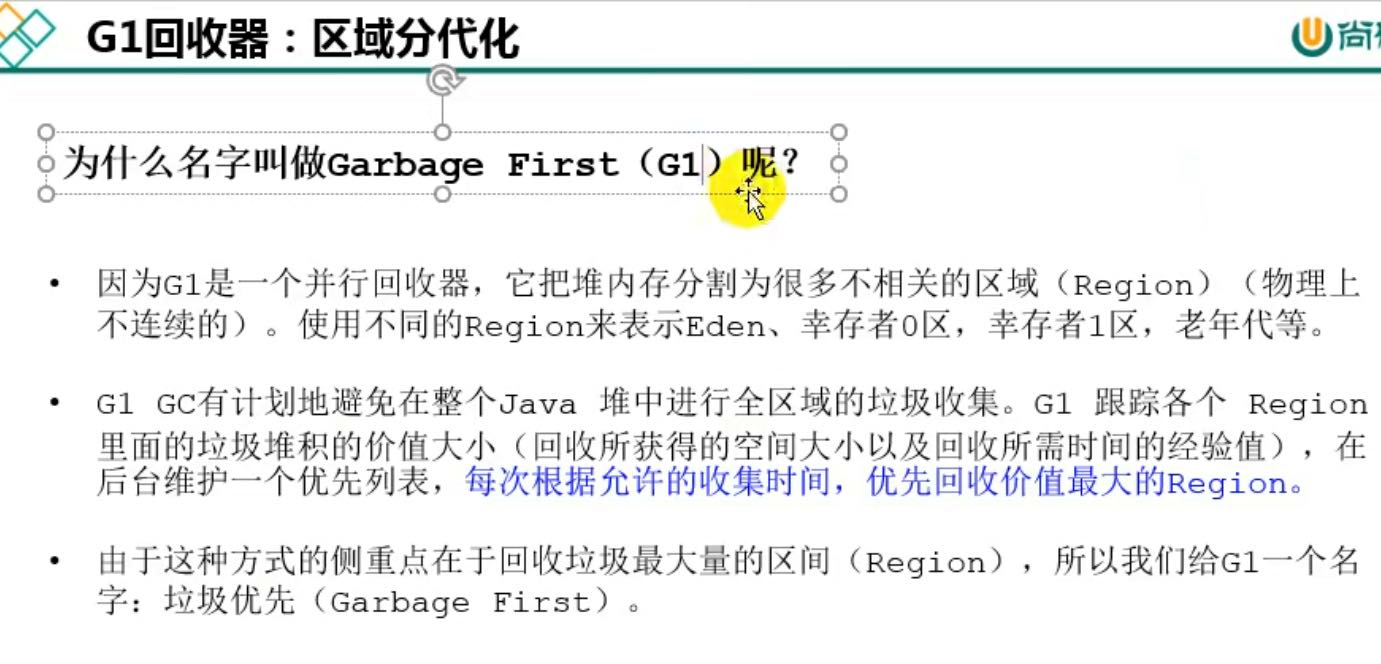 G1回收器：区域分代化
尚
为什么名字叫做Garbage First（G1）呢？
• 因为G1是一个并行回收器，它把堆内存分割为很多不相关的区域（Region）（物理上
不连续的）。使用不同的Region来表示Eden、幸存者0区，幸存者1区，老年代等。
• G1 GC有计划地避免在整个Java 堆中进行全区域的垃圾收集。G1 跟踪各个 Region
里面的垃圾堆积的价值大小（回收所获得的空间大小以及回收所需时间的经验值），在
后台维护一个优先列表，每次根据允许的收集时间，优先回收价值最大的Region。
• 由于这种方式的侧重点在于回收垃圾最大量的区间（Region），所以我们给G1一个名
字：垃圾优先（Garbage First）。